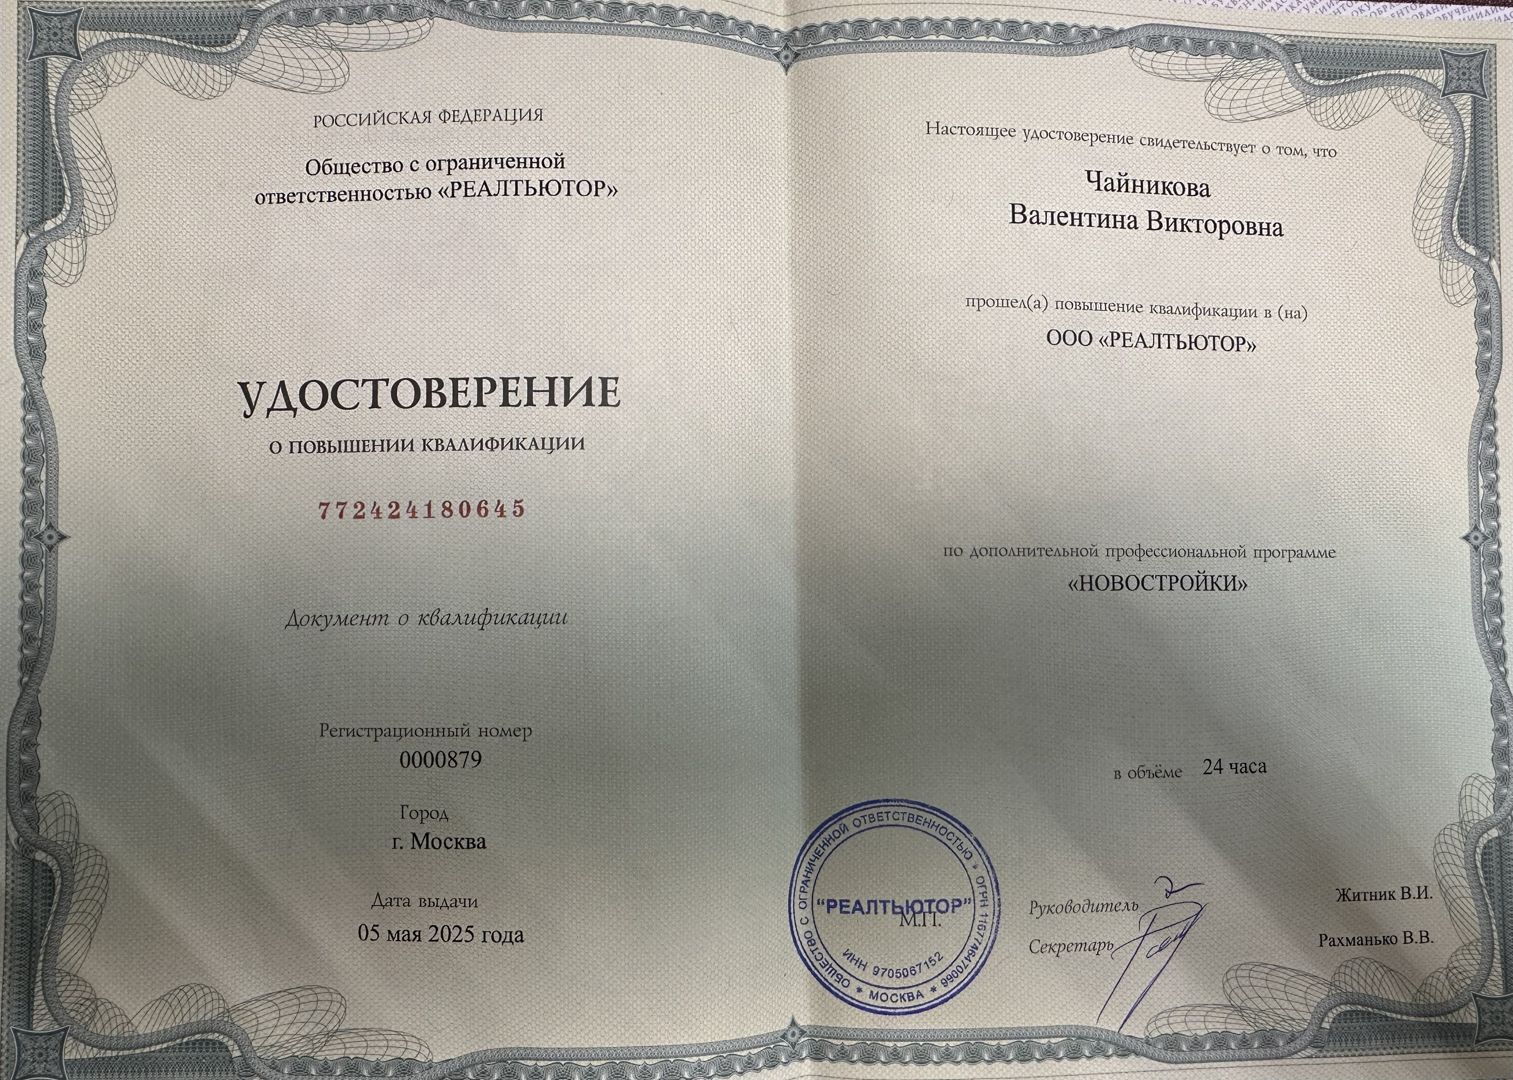 РОССИЙСКАЯ ФЕДЕРАЦИЯ
Общество с ограниченной
ответственностью «РЕАЛТЬЮТОР»
УДОСТОВЕРЕНИЕ
О ПОВЫШЕНИИ КВАЛИФИКАЦИИ
772424180645
Документ о квалификации
Регистрационный номер
0000879
Город
г. Москва
Дата выдачи
05 мая 2025 года
Настоящее удостоверение свидетельствует о том, что
Чайникова
Валентина Викторовна
прошел(а) повышение квалификации в (на)
ООО «РЕАЛТЬЮТОР»
по дополнительной профессиональной программе
«НОВОСТРОЙКИ»
в объёме 24 часа
ОБЩЕСТВО С ОГРАНИЧЕННОЙ ОТВЕТСТВЕННОСТЬЮ * ОГРН 1167746470066
"РЕАЛТЬЮТОР"
М.П.
ИНН 9705067152
* МОСКВА *
Руководитель Житник В.И.
Секретарь Рахманько В.В.